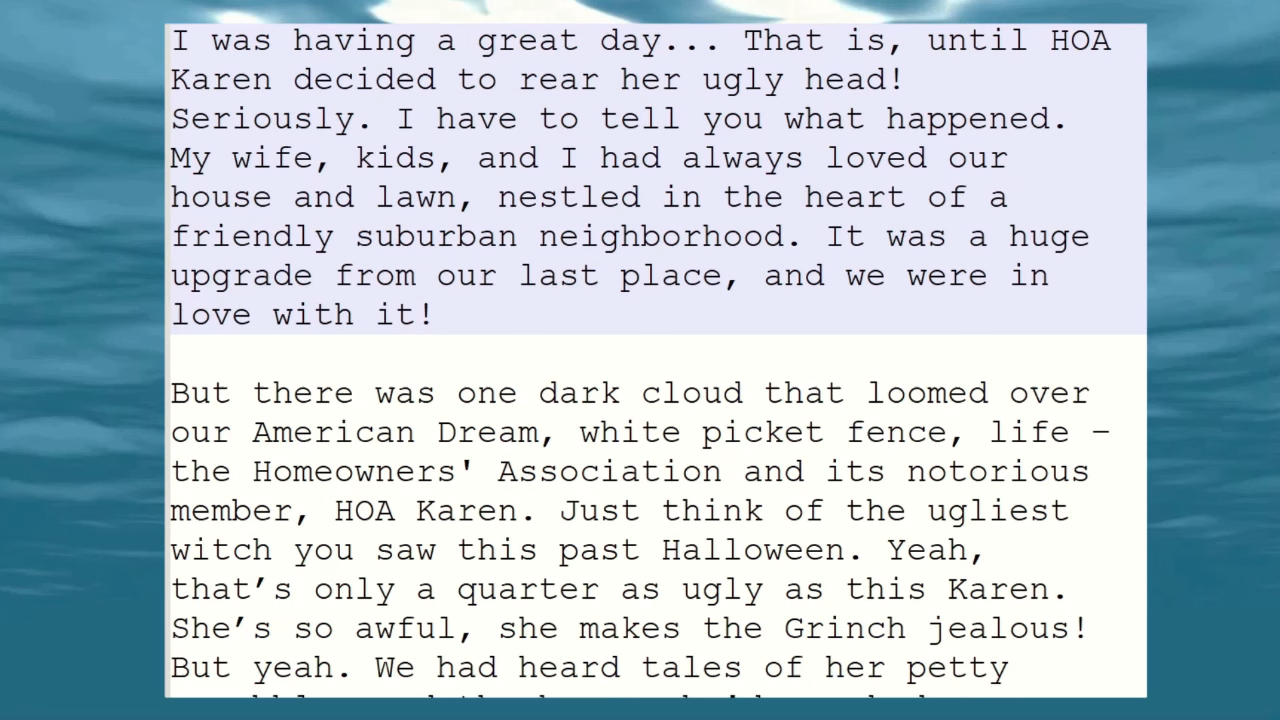 I was having a great day... That is, until HOA
Karen decided to rear her ugly head!
Seriously. I have to tell you what happened.
My wife, kids, and I had always loved our
house and lawn, nestled in the heart of a
friendly suburban neighborhood. It was a huge
upgrade from our last place, and we were in
love with it!
But there was one dark cloud that loomed over
our American Dream, white picket fence, life –
the Homeowners' Association and its notorious
member, HOA Karen. Just think of the ugliest
witch you saw this past Halloween. Yeah,
that’s only a quarter as ugly as this Karen.
She’s so awful, she makes the Grinch jealous!
But yeah. We had heard tales of her petty